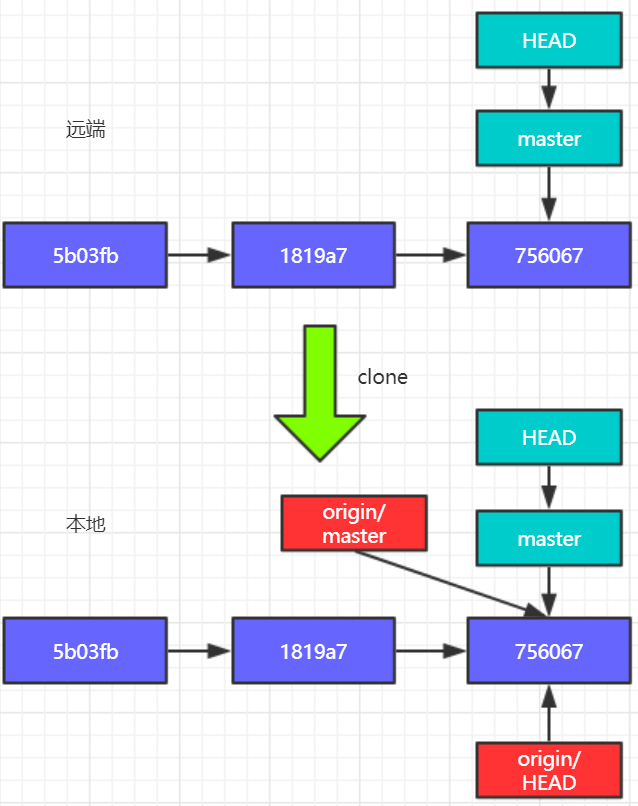 HEAD
远端
master
5b03fb
1819a7
756067
clone
HEAD
origin/
master
本地
master
5b03fb
1819a7
756067
origin/
HEAD